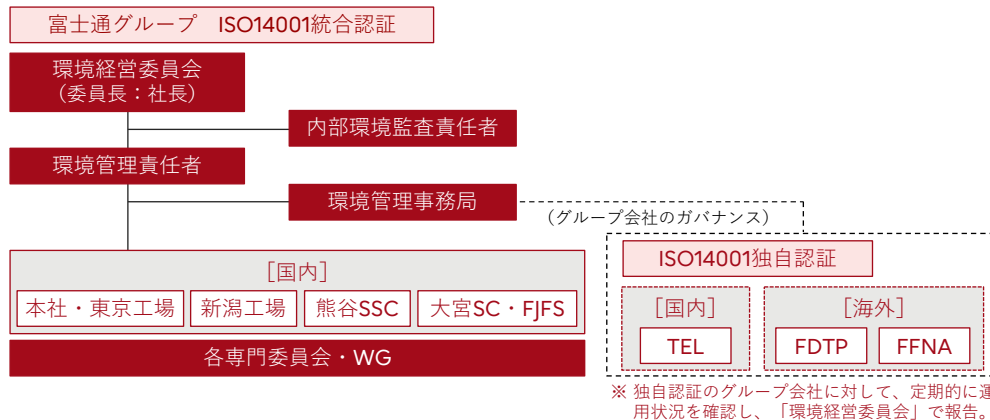 富士通グループ ISO14001統合認証
環境経営委員会
（委員長：社長）
内部環境監査責任者
環境管理責任者
環境管理事務局
（グループ会社のガバナンス）
ISO14001独自認証
［国内］
本社・東京工場 新潟工場 熊谷SSC 大宮SC・FJFS
各専門委員会・WG
［国内］ ［海外］
TEL FDTP FFNA
※ 独自認証のグループ会社に対して、定期的に運
用状況を確認し、「環境経営委員会」で報告。